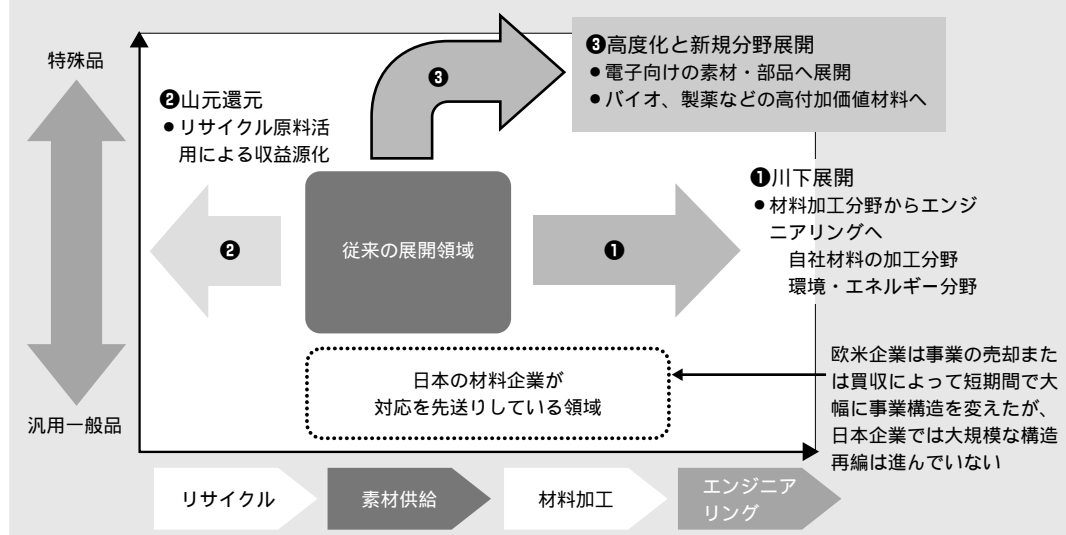 特殊品
汎用一般品
❷山元還元
●リサイクル原料活
用による収益源化
❸
❸高度化と新規分野展開
●電子向けの素材・部品へ展開
●バイオ、製薬などの高付加価値材料へ
❷
従来の展開領域
❶
❶川下展開
●材料加工分野からエンジ
ニアリングへ
自社材料の加工分野
環境・エネルギー分野
日本の材料企業が
対応を先送りしている領域
欧米企業は事業の売却また
は買収によって短期間で大
幅に事業構造を変えたが、
日本企業では大規模な構造
再編は進んでいない
リサイクル
素材供給
材料加工
エンジニア
リング